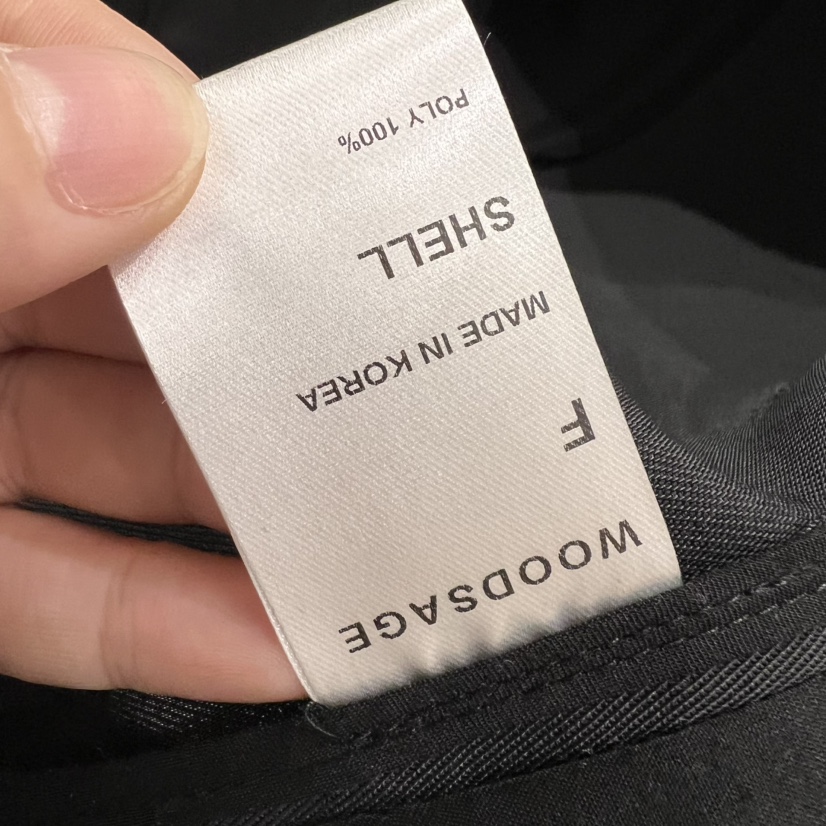 WOODSAGE
F
MADE IN KOREA
SHELL
POLY 100%